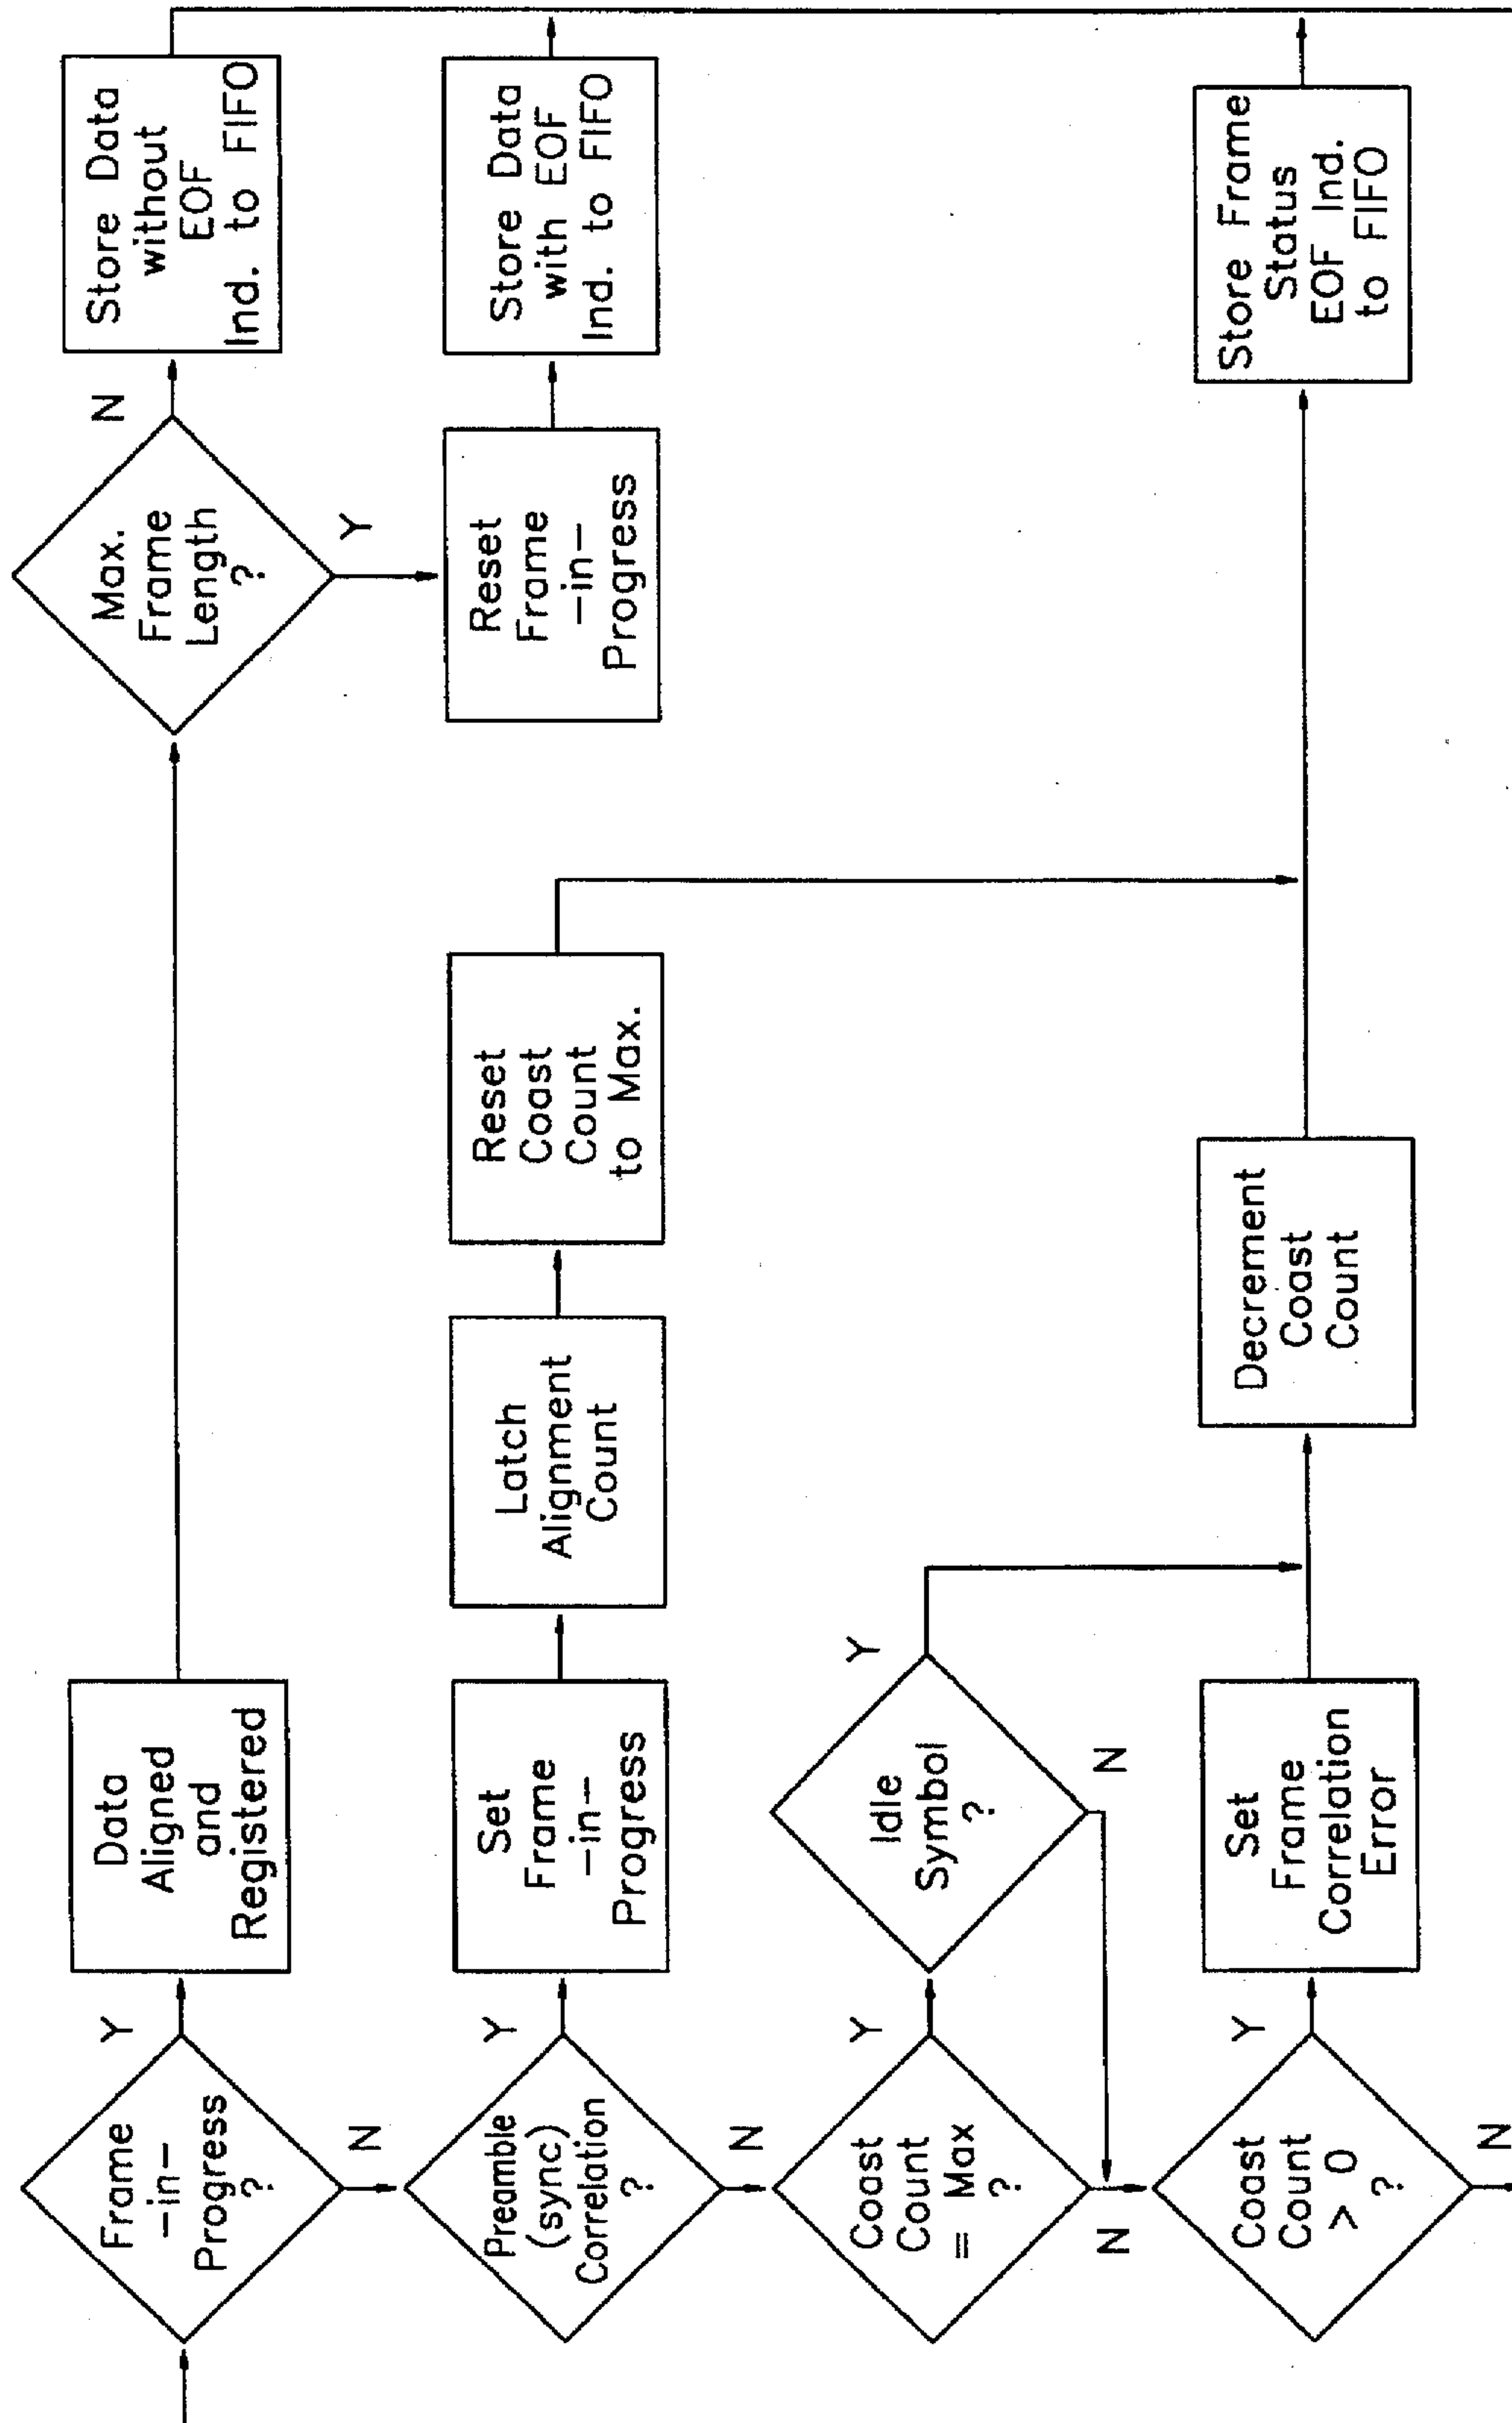 Frame
-in-
Progress
?
Y
N
Data
Aligned
and
Registered
Max.
Frame
Length
?
N
Y
Store Data
without
EOF
Ind. to FIFO
Preamble
(sync)
Correlation
?
Y
N
Set
Frame
-in-
Progress
Latch
Alignment
Count
Reset
Coast
Count
to Max.
Reset
Frame
-in-
Progress
Store Data
with EOF
Ind. to FIFO
Coast
Count
= Max
?
Y
N
Idle
Symbol
?
Y
N
Coast
Count
> 0
?
Y
N
Set
Frame
Correlation
Error
Decrement
Coast
Count
Store Frame
Status
EOF Ind.
to FIFO